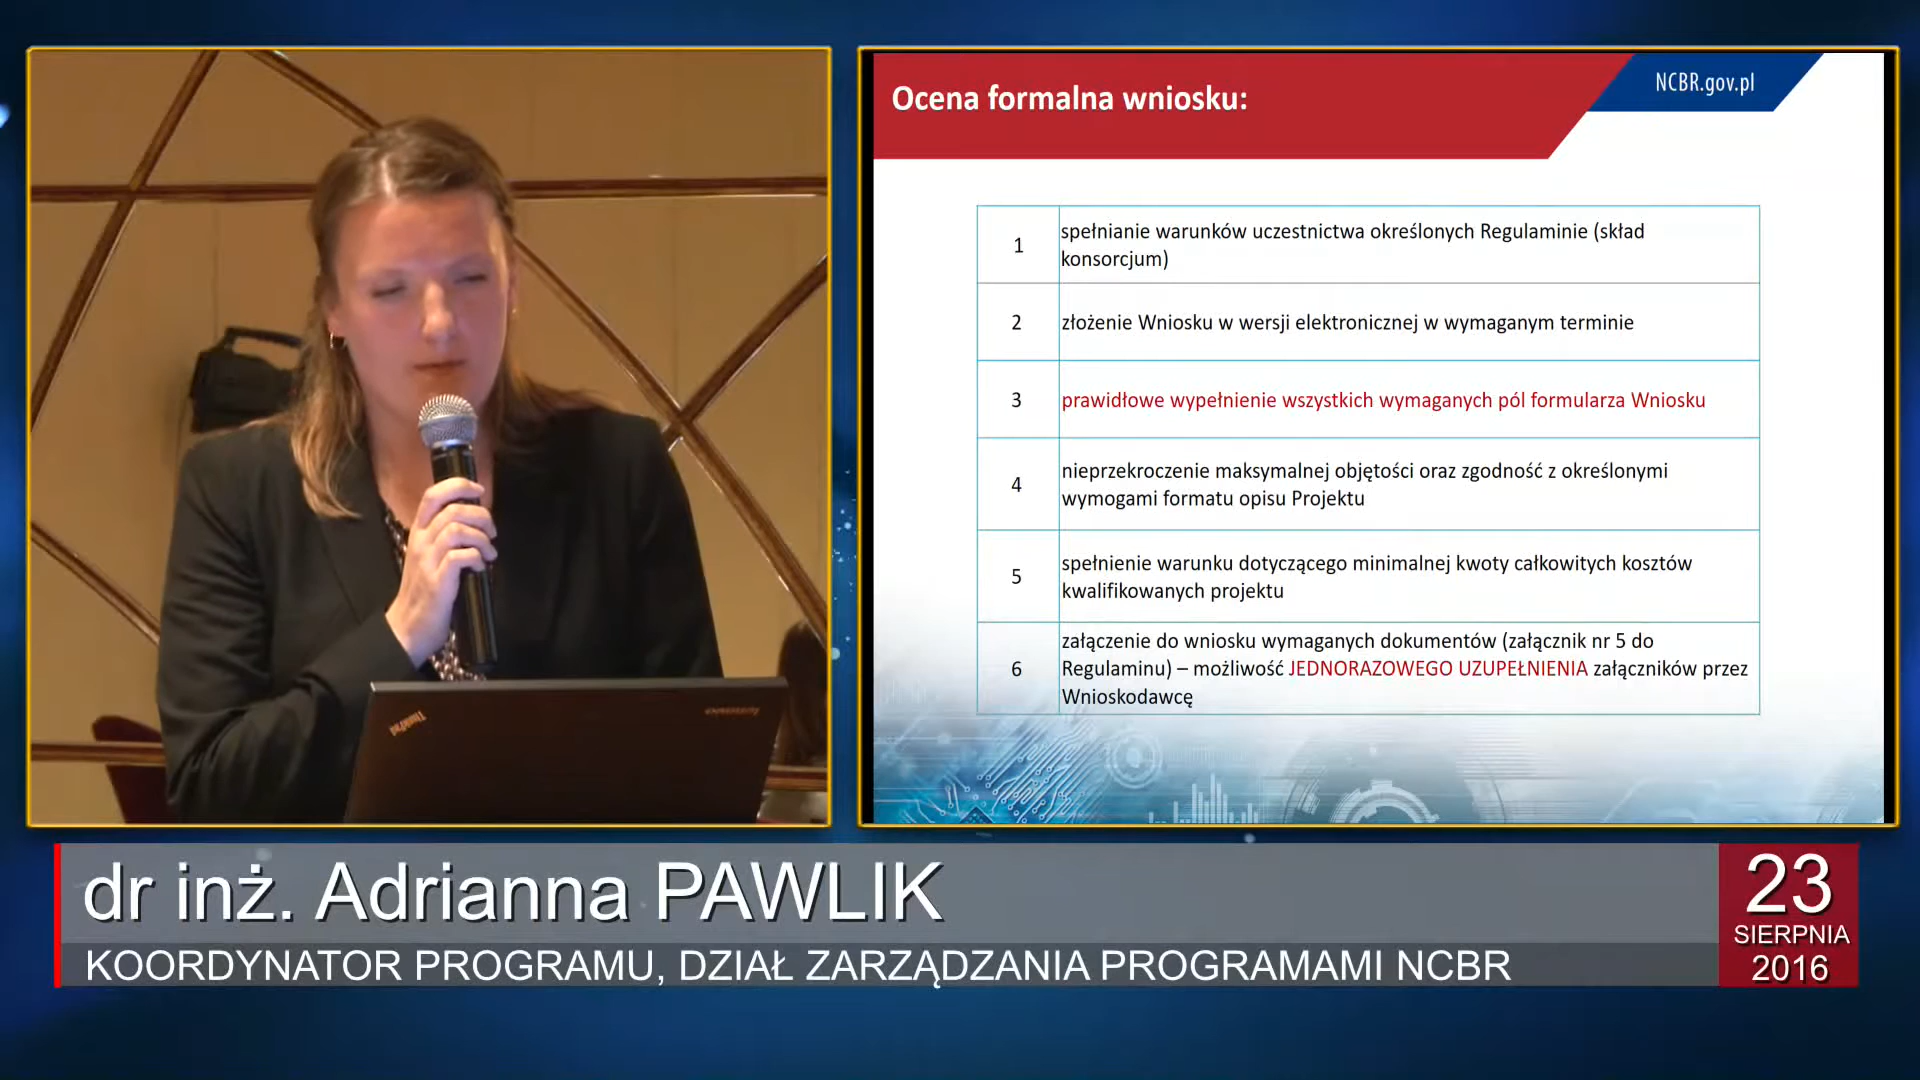 Ocena formalna wniosku:
NCBR.gov.pl
1
spełnianie warunków uczestnictwa określonych Regulaminie (skład
konsorcjum)
2
złożenie Wniosku w wersji elektronicznej w wymaganym terminie
3
prawidłowe wypełnienie wszystkich wymaganych pól formularza Wniosku
4
nieprzekroczenie maksymalnej objętości oraz zgodność z określonymi
wymogami formatu opisu Projektu
5
spełnienie warunku dotyczącego minimalnej kwoty całkowitych kosztów
kwalifikowanych projektu
6
załączenie do wniosku wymaganych dokumentów (załącznik nr 5 do
Regulaminu) – możliwość JEDNORAZOWEGO UZUPEŁNIENIA załączników przez
Wnioskodawcę
ThinkPad
lenovo
dr inż. Adrianna PAWLIK
KOORDYNATOR PROGRAMU, DZIAŁ ZARZĄDZANIA PROGRAMAMI NCBR
23
SIERPNIA
2016